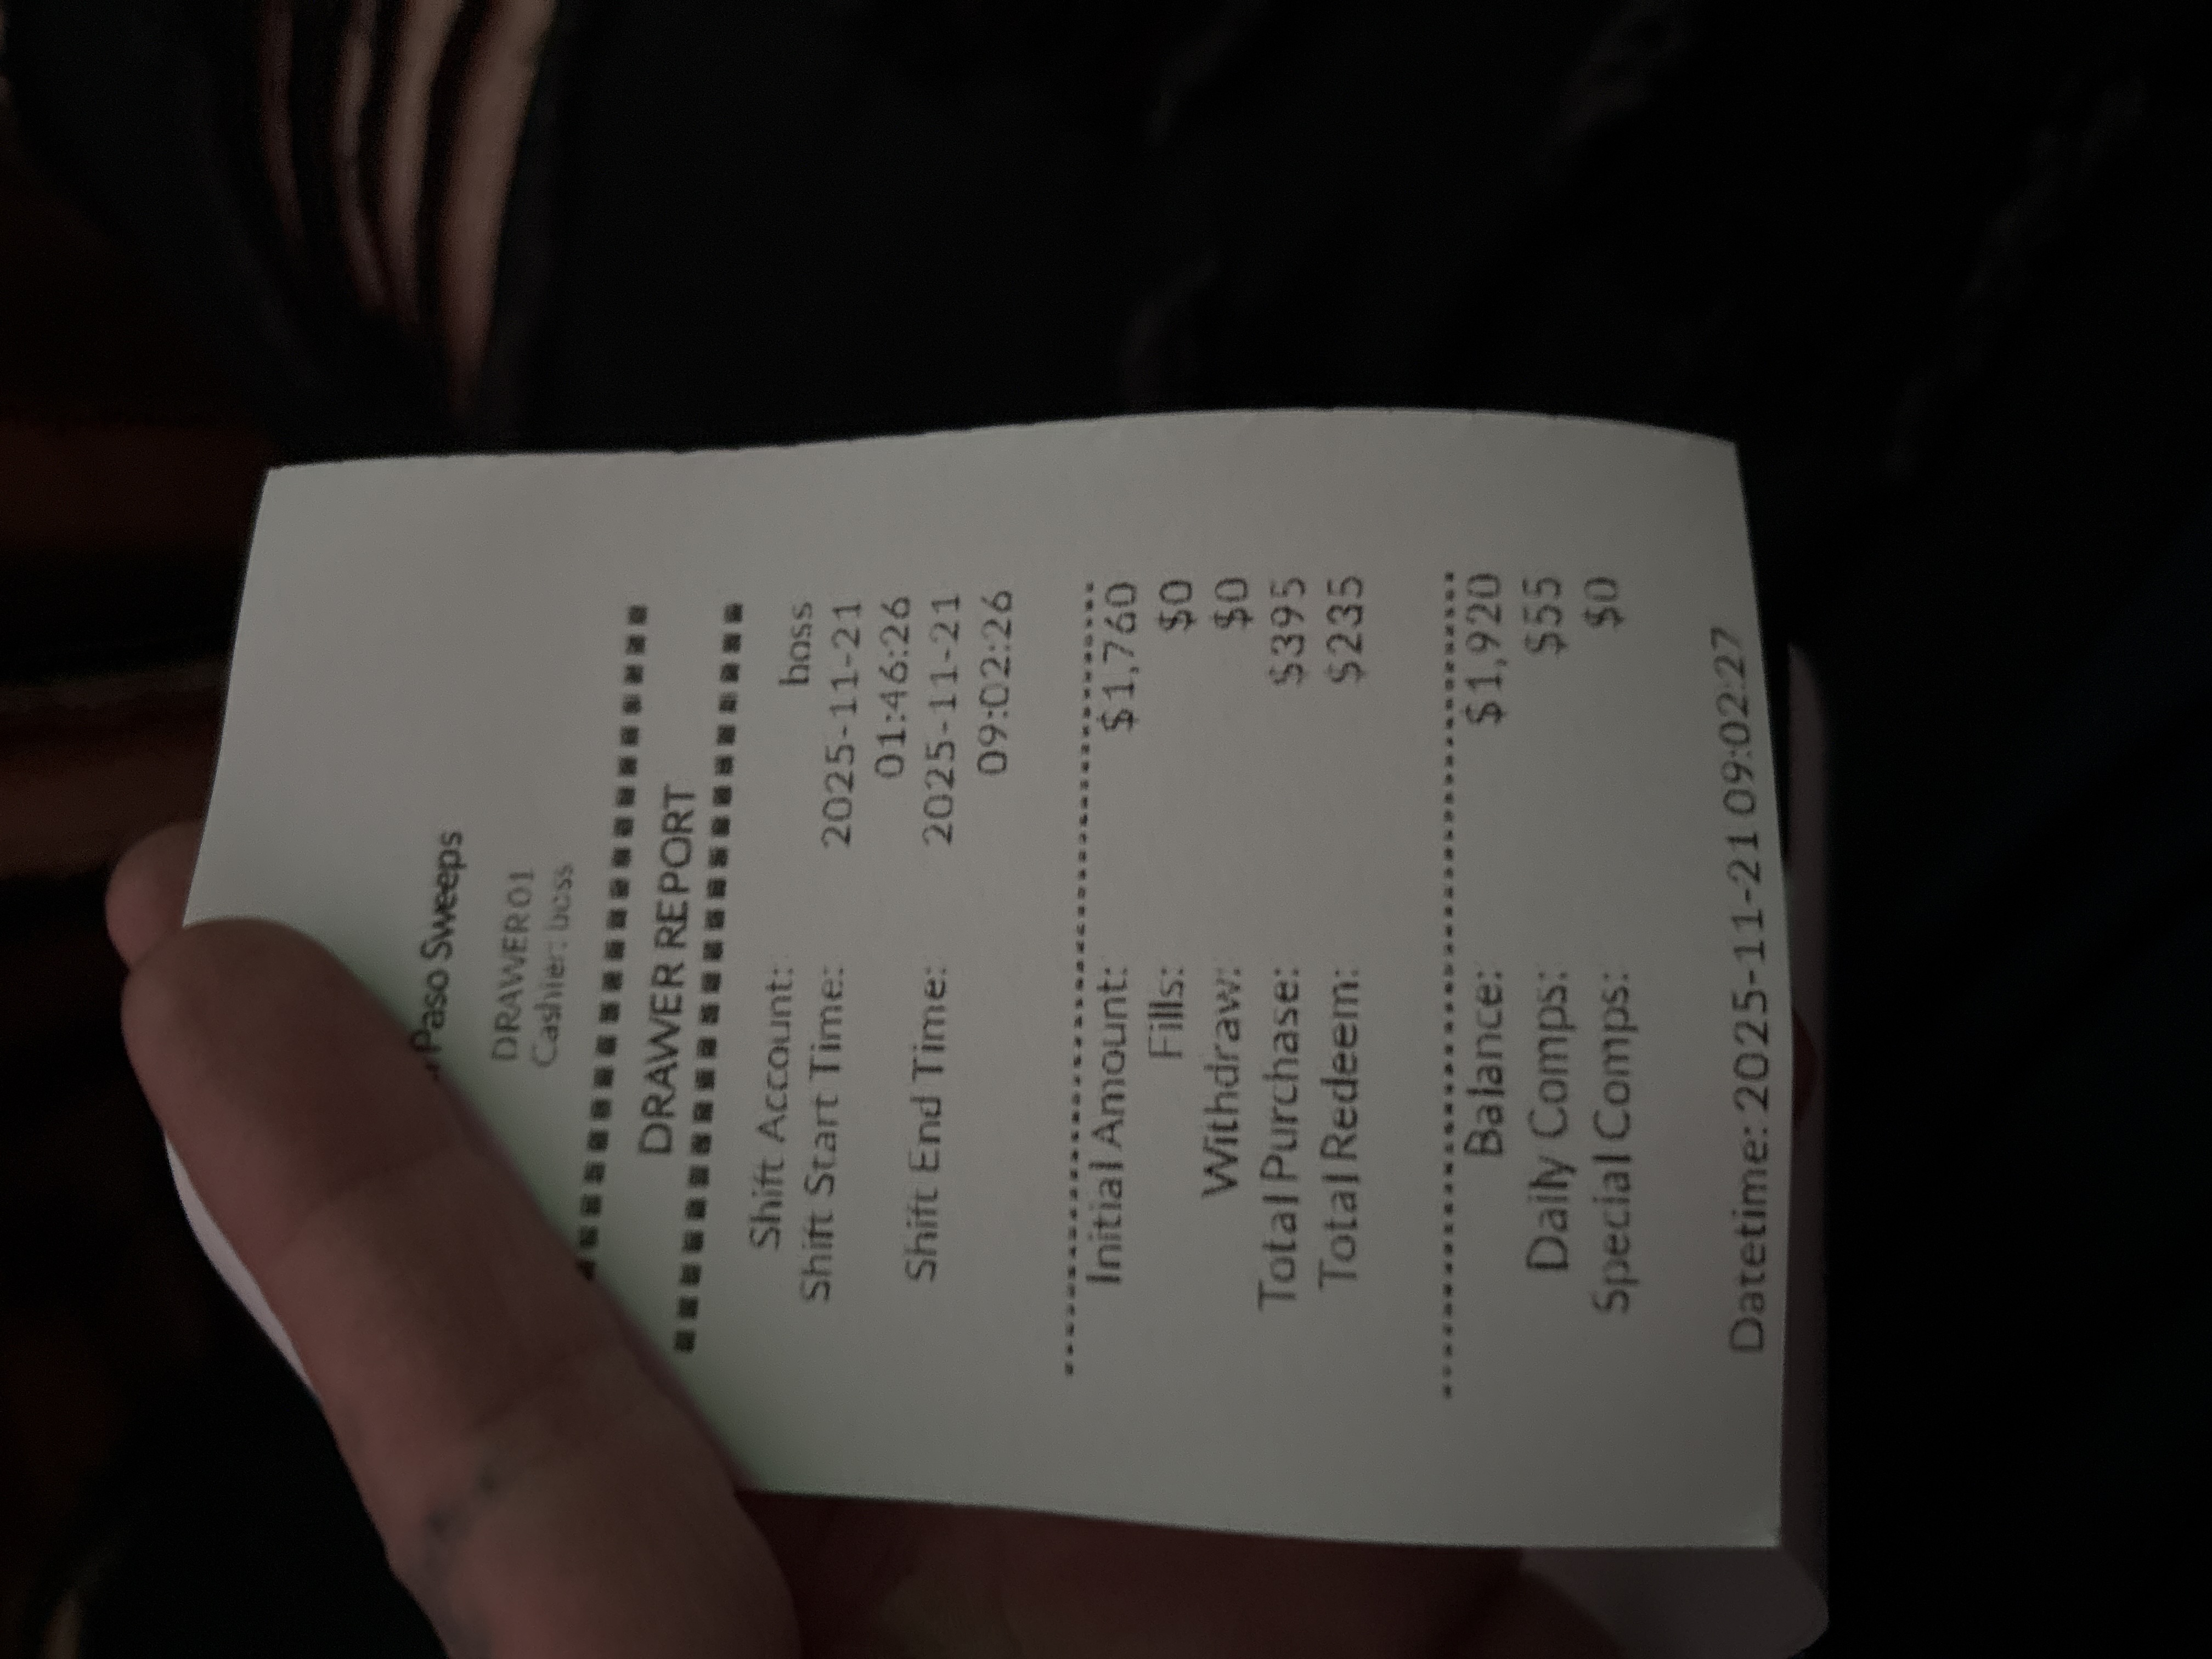 Paso Sweeps
DRAWER01
Cashier: boss
DRAWER REPORT
Shift Account: boss
Shift Start Time: 2025-11-21
01:46:26
Shift End Time: 2025-11-21
09:02:26
Initial Amount: $1,760
Fills: $0
Withdraw: $0
Total Purchase: $395
Total Redeem: $235
Balance: $1,920
Daily Comps: $55
Special Comps: $0
Datetime: 2025-11-21 09:02:27